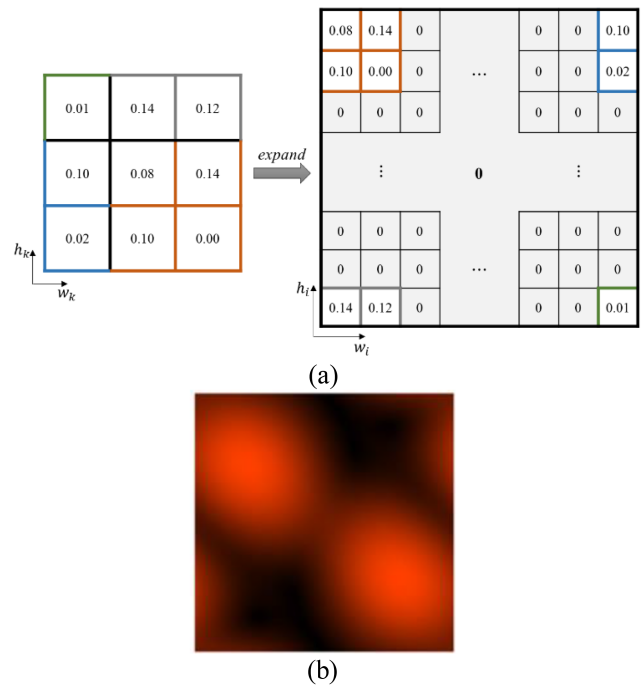 0.01 0.14 0.12
0.10 0.08 0.14
0.02 0.10 0.00
h_k
w_k
expand
0.08 0.14 0 0 0 0.10
0.10 0.00 0 ... 0 0 0.02
0 0 0 0 0 0
⋮ 0 ⋮
0 0 0 0 0 0
0 0 0 ... 0 0 0
0.14 0.12 0 0 0 0.01
h_i
w_i
(a)
(b)